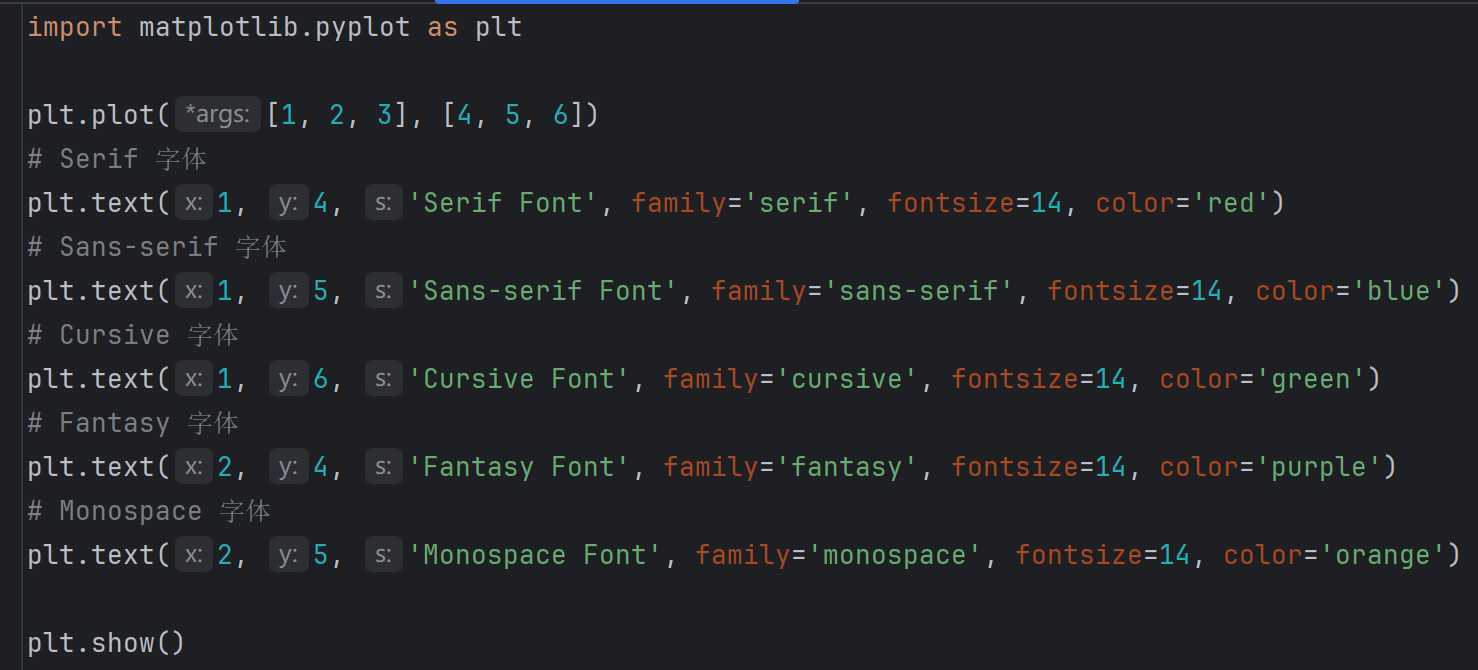 import matplotlib.pyplot as plt
plt.plot(*args: [1, 2, 3], [4, 5, 6])
# Serif 字体
plt.text(x: 1, y: 4, s: 'Serif Font', family='serif', fontsize=14, color='red')
# Sans-serif 字体
plt.text(x: 1, y: 5, s: 'Sans-serif Font', family='sans-serif', fontsize=14, color='blue')
# Cursive 字体
plt.text(x: 1, y: 6, s: 'Cursive Font', family='cursive', fontsize=14, color='green')
# Fantasy 字体
plt.text(x: 2, y: 4, s: 'Fantasy Font', family='fantasy', fontsize=14, color='purple')
# Monospace 字体
plt.text(x: 2, y: 5, s: 'Monospace Font', family='monospace', fontsize=14, color='orange')
plt.show()